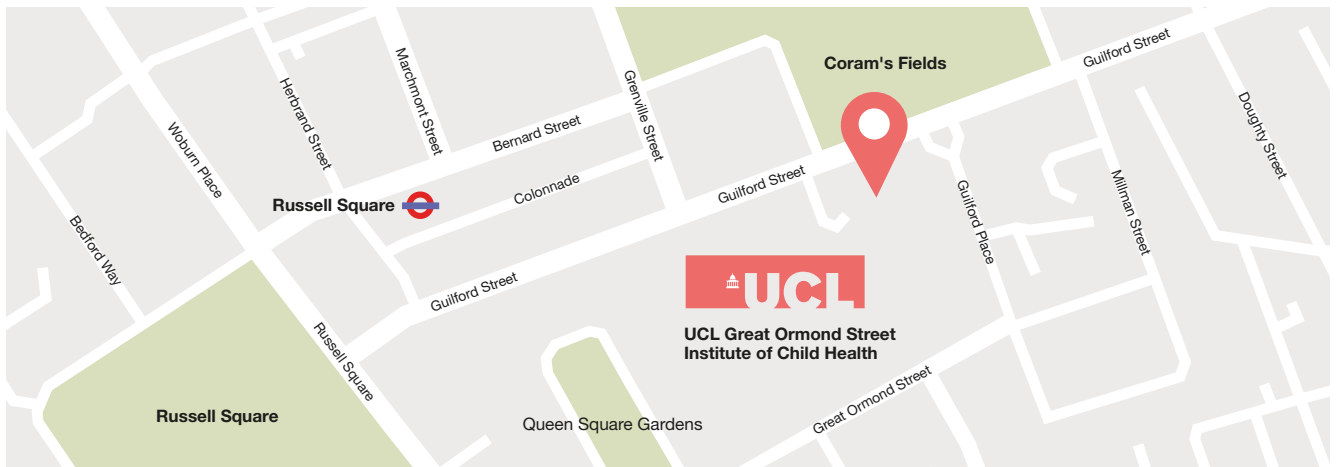 Guilford Street
Coram's Fields
Marchmont Street
Grenville Street
Herbrand Street
Doughty Street
Woburn Place
Bernard Street
Colonnade
Guilford Street
Millman Street
Russell Square
Guilford Place
Bedford Way
UCL
Guilford Street
UCL Great Ormond Street
Institute of Child Health
Russell Square
Great Ormond Street
Russell Square
Queen Square Gardens